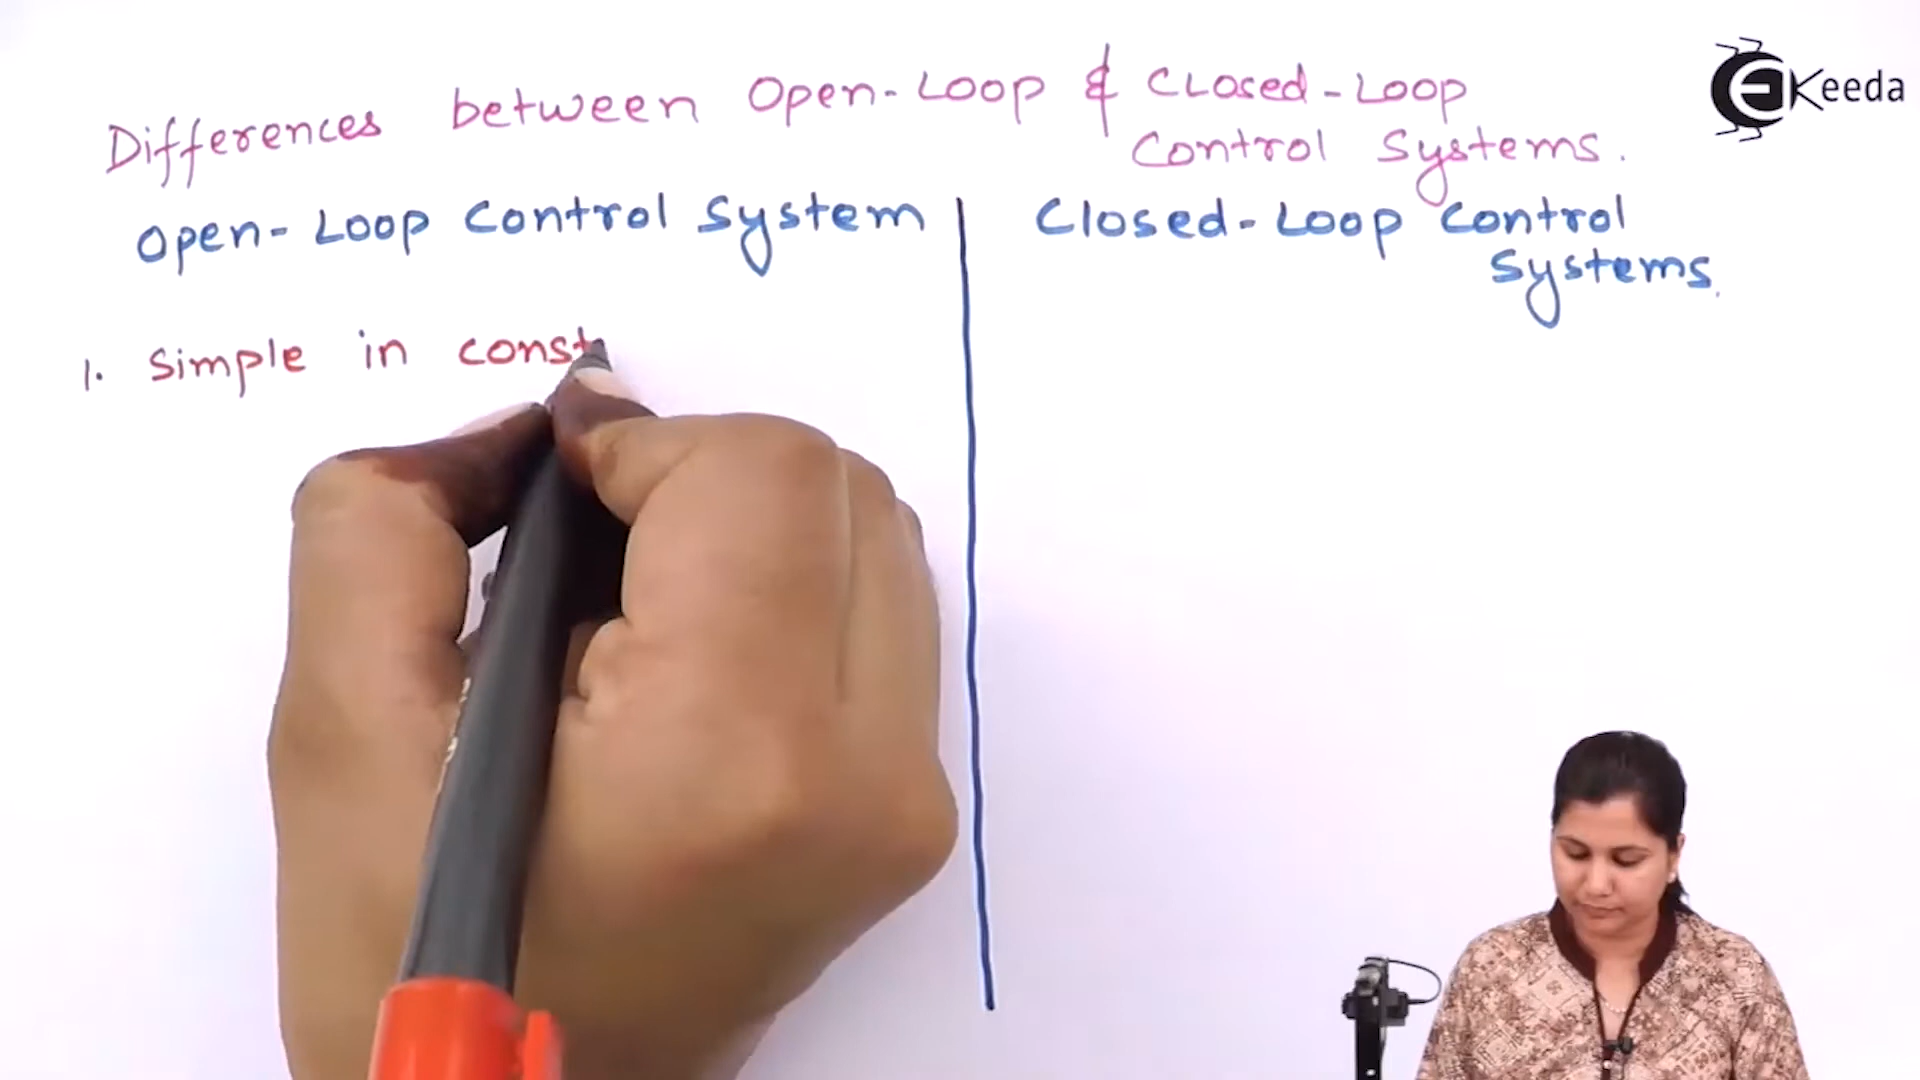 Differences between Open-Loop & Closed-Loop
Control Systems.
EKeeda
Open-Loop Control System
Closed-Loop Control
Systems.
1. Simple in const